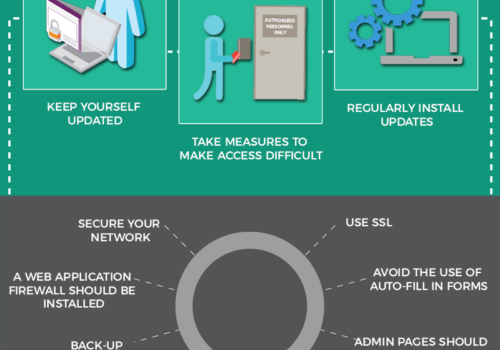 AUTHORIZED
PERSONNEL
ONLY
KEEP YOURSELF
UPDATED
TAKE MEASURES TO
MAKE ACCESS DIFFICULT
REGULARLY INSTALL
UPDATES
SECURE YOUR
NETWORK
USE SSL
A WEB APPLICATION
FIREWALL SHOULD BE
INSTALLED
AVOID THE USE OF
AUTO-FILL IN FORMS
BACK-UP
ADMIN PAGES SHOULD